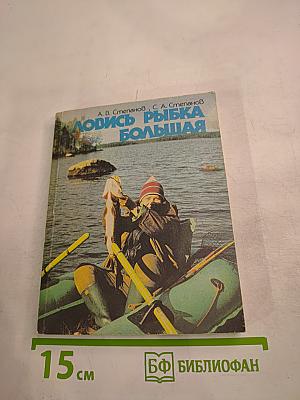 А. В. Степанов, С. А. Степанов
ЛОВИСЬ РЫБКА
БОЛЬШАЯ
15 см
БФ БИБЛИОФАН